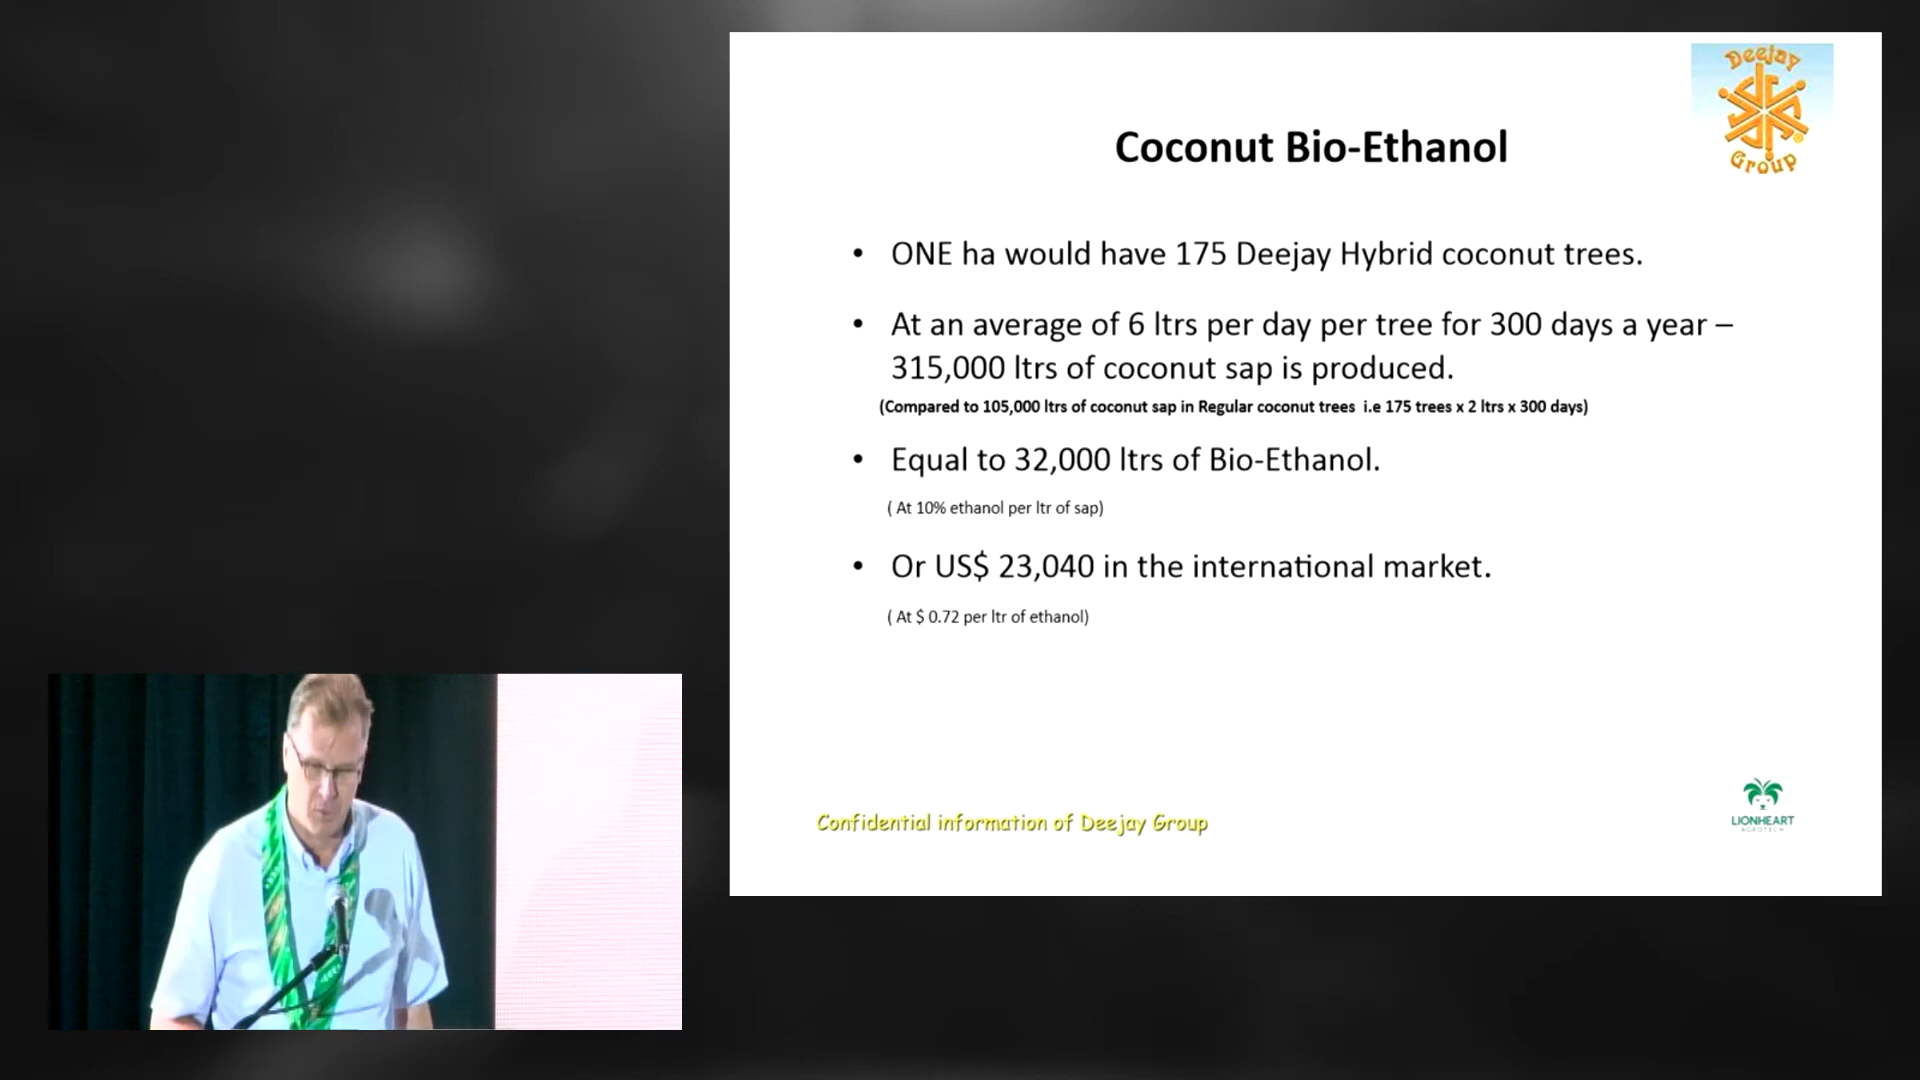 Deejay
Group
Coconut Bio-Ethanol
• ONE ha would have 175 Deejay Hybrid coconut trees.
• At an average of 6 ltrs per day per tree for 300 days a year –
315,000 ltrs of coconut sap is produced.
(Compared to 105,000 ltrs of coconut sap in Regular coconut trees i.e 175 trees x 2 ltrs x 300 days)
• Equal to 32,000 ltrs of Bio-Ethanol.
( At 10% ethanol per ltr of sap)
• Or US$ 23,040 in the international market.
( At $ 0.72 per ltr of ethanol)
Confidential information of Deejay Group
LIONHEART
AGROTECH